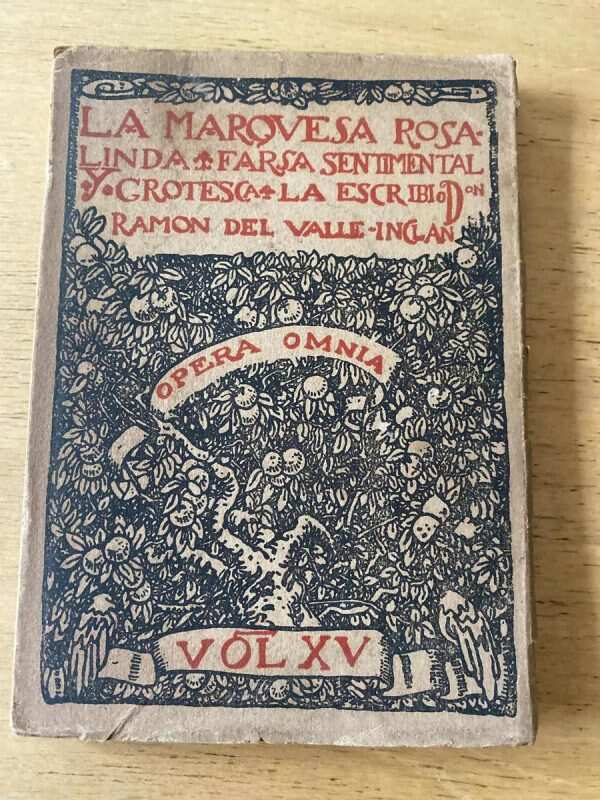 LA MARQVESA ROSA-
LINDA FARSA SENTIMENTAL
Y GROTESCA LA ESCRIBIO DON
RAMON DEL VALLE-INCLAN
OPERA OMNIA
VOL XV